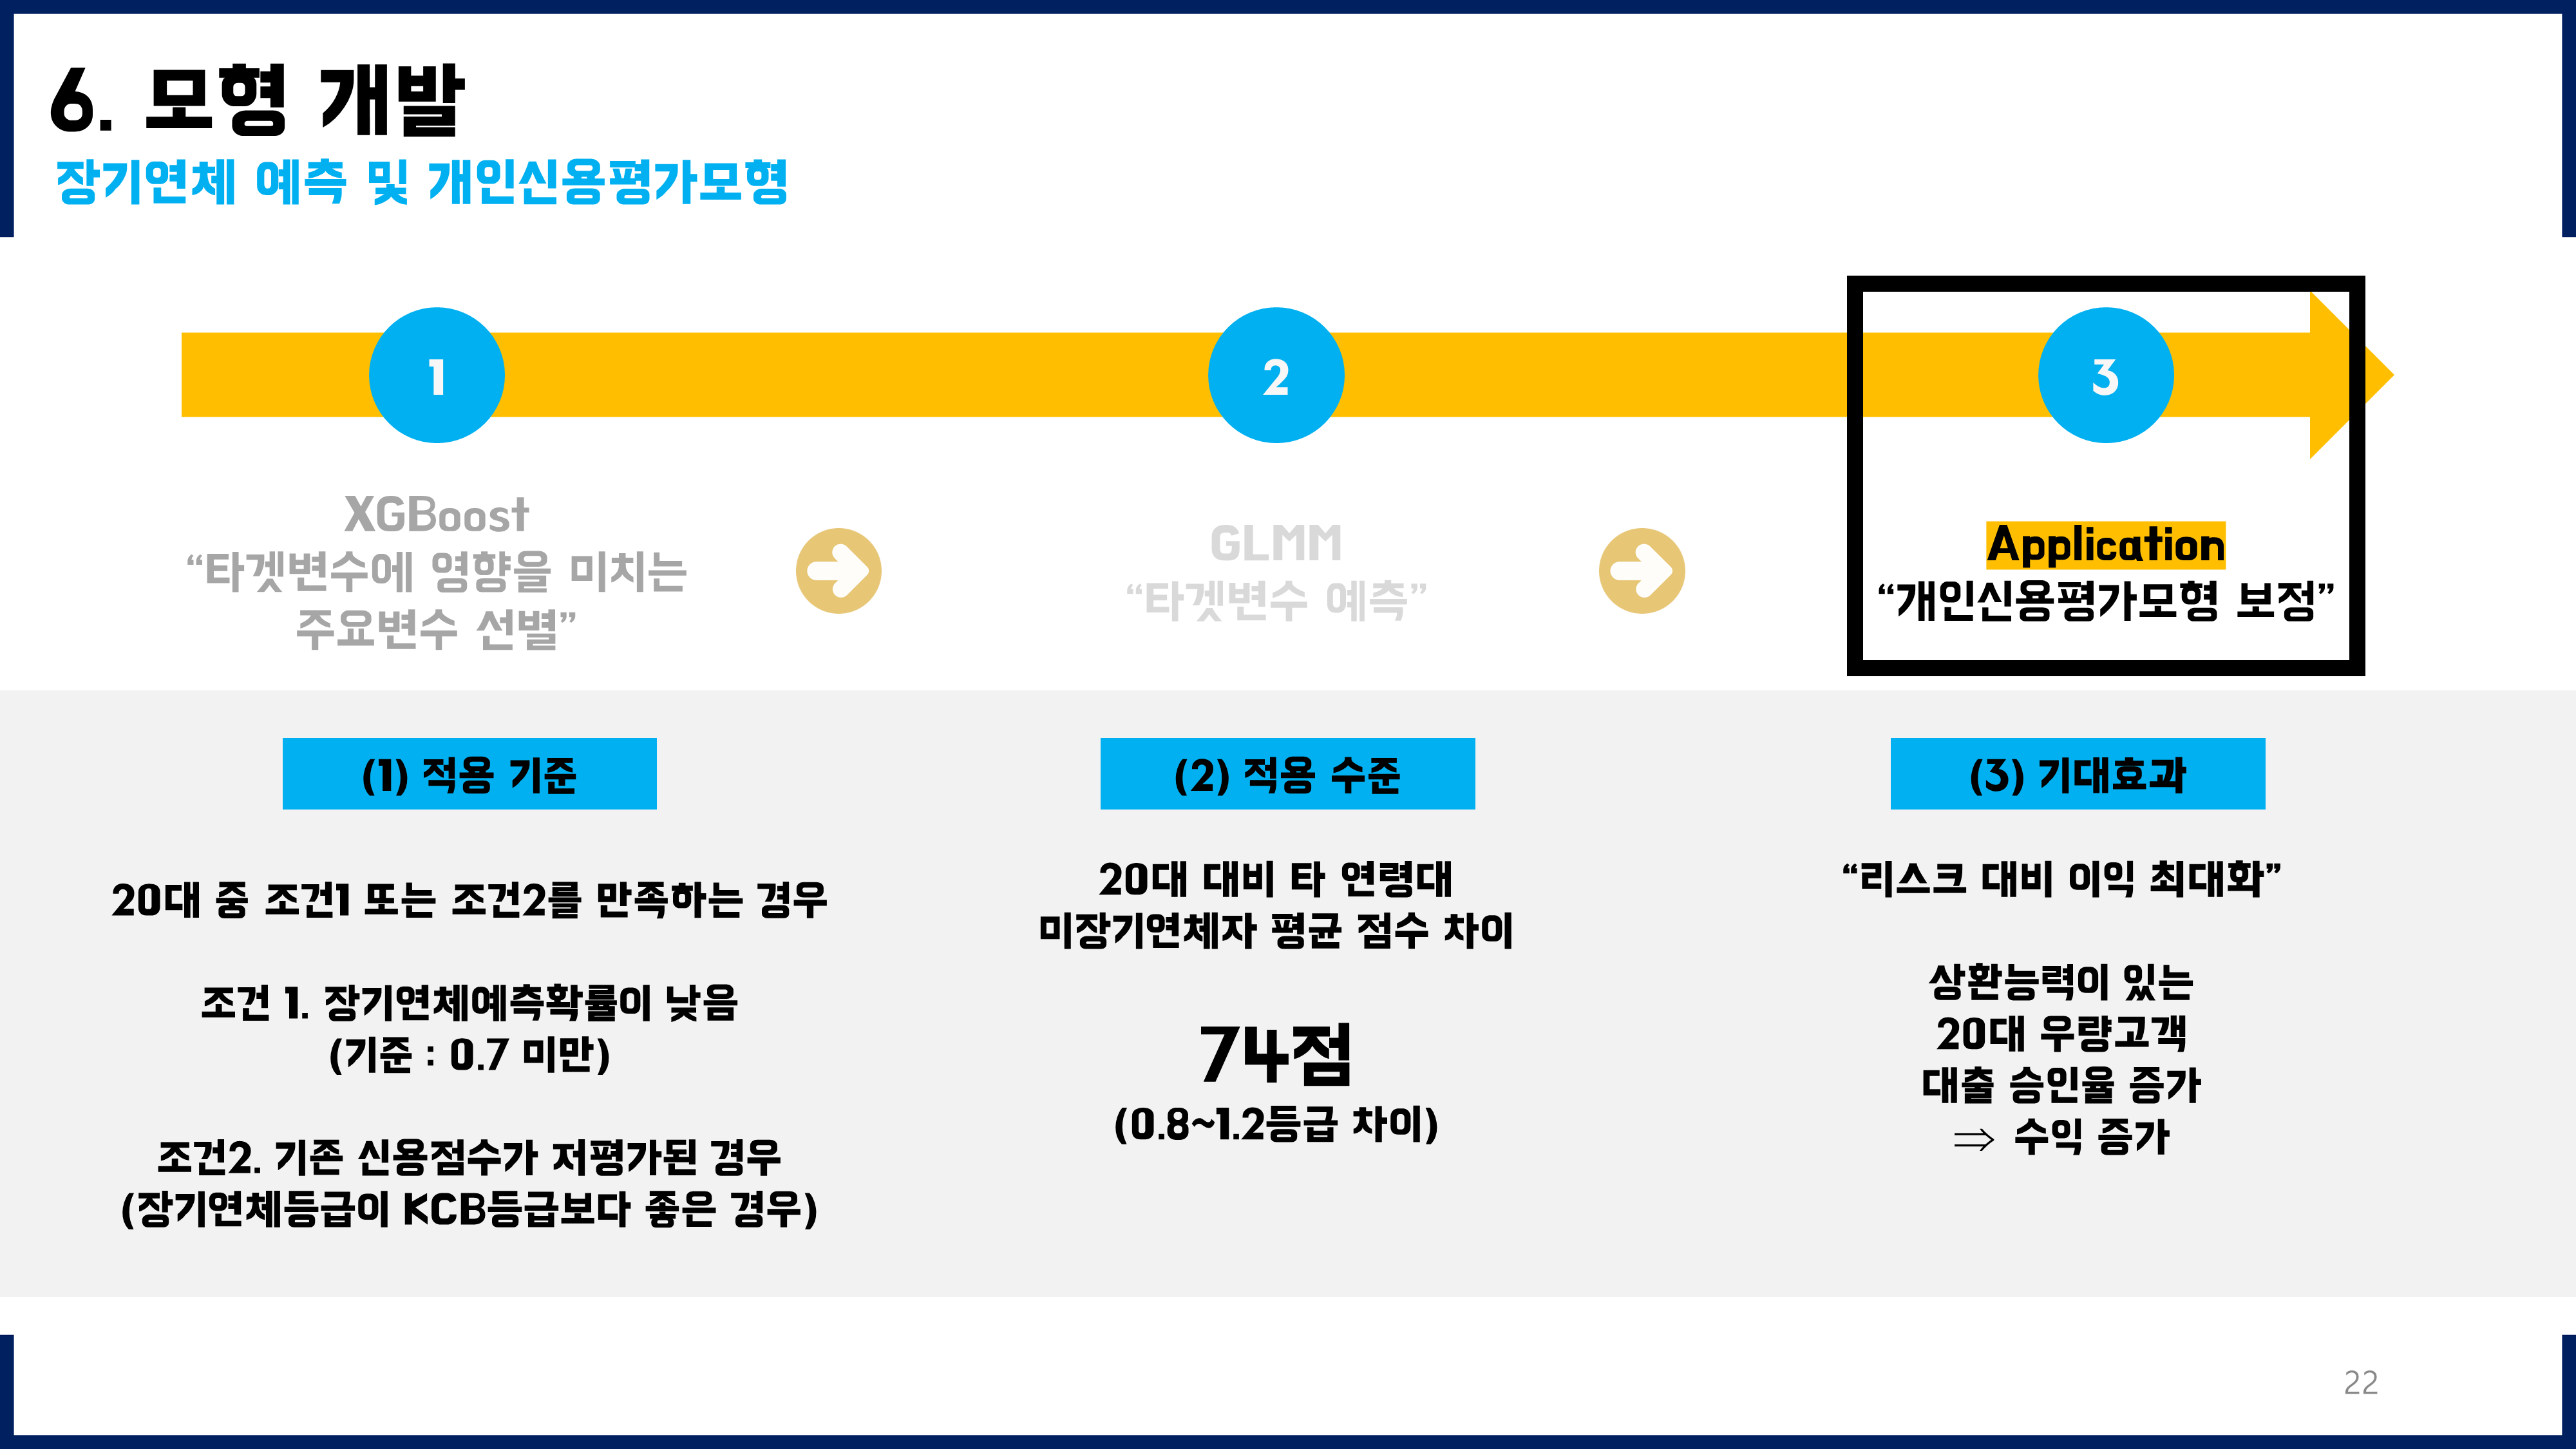 6. 모형 개발
장기연체 예측 및 개인신용평가모형
1
2
3
XGBoost
“타겟변수에 영향을 미치는
주요변수 선별”
GLMM
“타겟변수 예측”
Application
“개인신용평가모형 보정”
(1) 적용 기준
20대 중 조건1 또는 조건2를 만족하는 경우
조건 1. 장기연체예측확률이 낮음
(기준 : 0.7 미만)
조건2. 기존 신용점수가 저평가된 경우
(장기연체등급이 KCB등급보다 좋은 경우)
(2) 적용 수준
20대 대비 타 연령대
미장기연체자 평균 점수 차이
74점
(0.8~1.2등급 차이)
(3) 기대효과
“리스크 대비 이익 최대화”
상환능력이 있는
20대 우량고객
대출 승인율 증가
⇒ 수익 증가
22